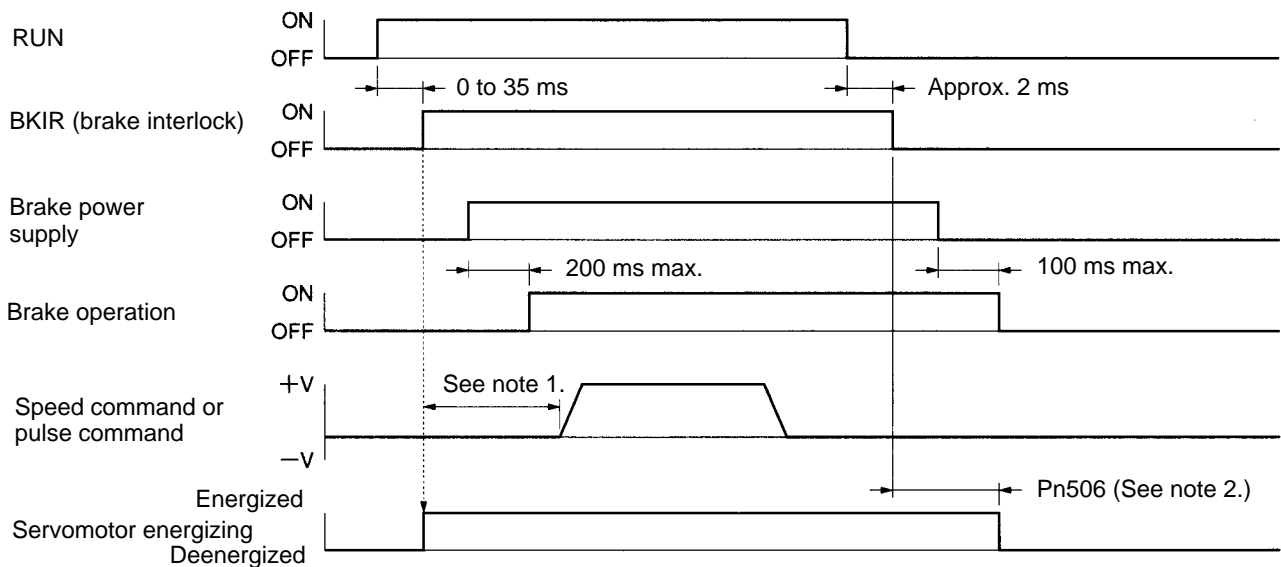 ON
RUN
OFF
0 to 35 ms
Approx. 2 ms
ON
BKIR (brake interlock)
OFF
ON
Brake power
supply
OFF
200 ms max.
100 ms max.
ON
Brake operation
OFF
+V
See note 1.
Speed command or
pulse command
−V
Pn506 (See note 2.)
Energized
Servomotor energizing
Deenergized